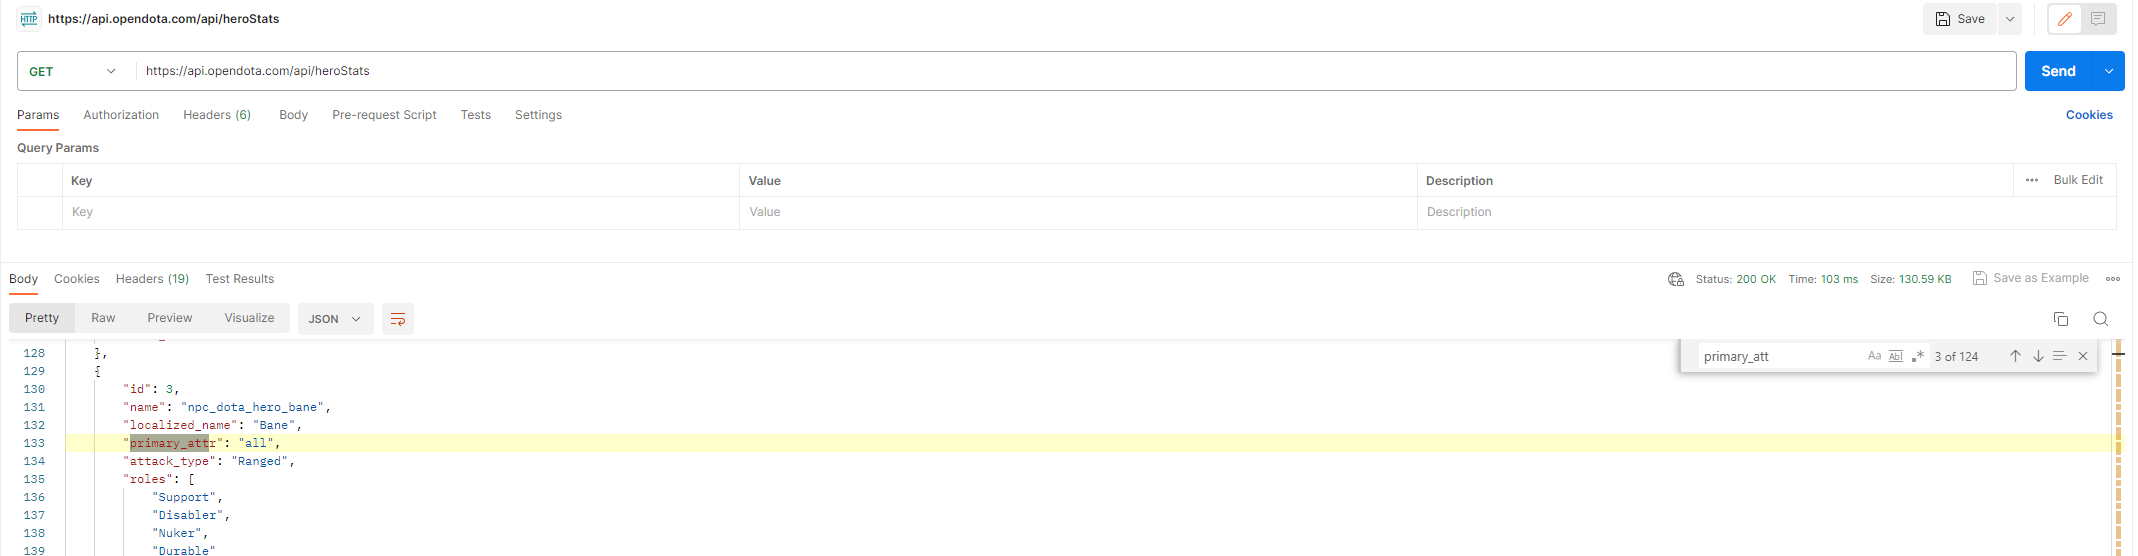 HTTP https://api.opendota.com/api/heroStats Save
GET https://api.opendota.com/api/heroStats Send
Params Authorization Headers (6) Body Pre-request Script Tests Settings Cookies
Query Params
Key Value Description ••• Bulk Edit
Key Value Description
Body Cookies Headers (19) Test Results Status: 200 OK Time: 103 ms Size: 130.59 KB Save as Example
Pretty Raw Preview Visualize JSON
primary_att Aa Abl .* 3 of 124
128 },
129 {
130 "id": 3,
131 "name": "npc_dota_hero_bane",
132 "localized_name": "Bane",
133 "primary_attr": "all",
134 "attack_type": "Ranged",
135 "roles": [
136 "Support",
137 "Disabler",
138 "Nuker",
139 "Durable"